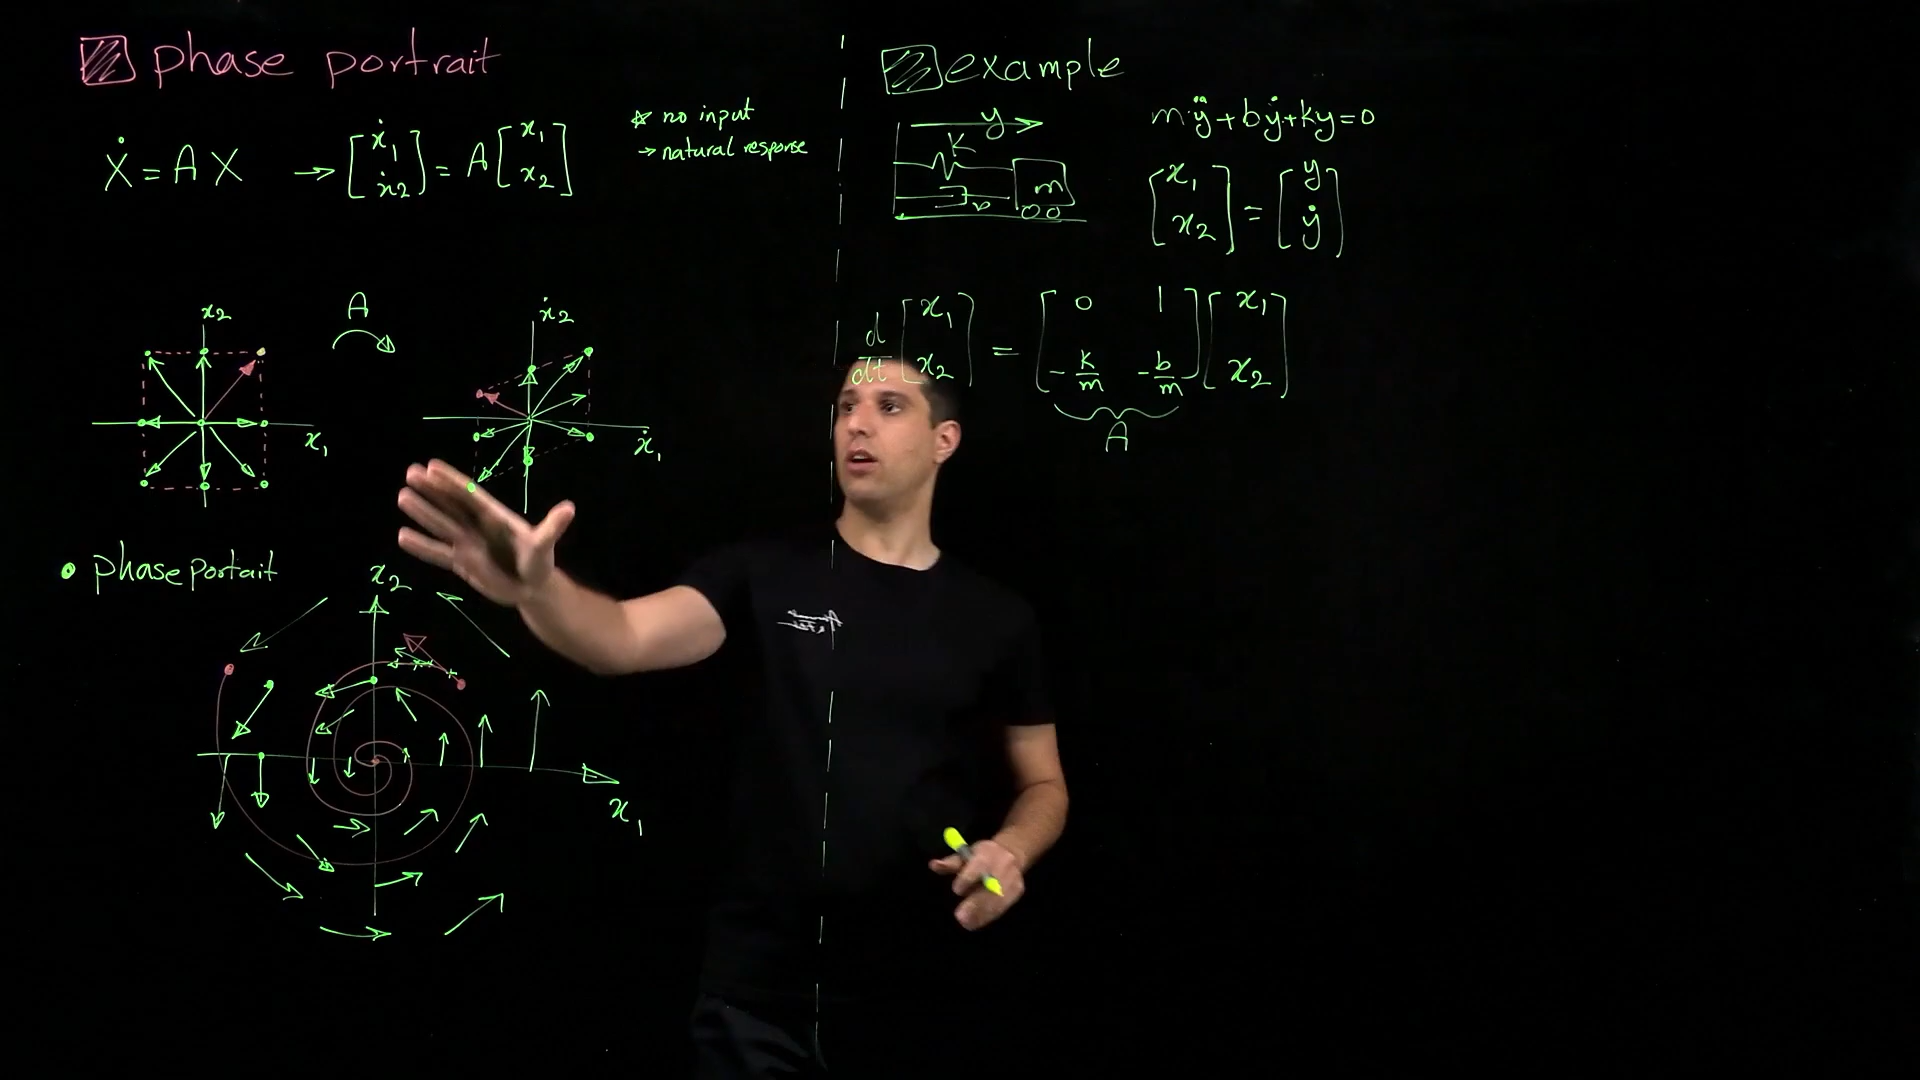 phase portrait
Ẋ = A X → [ẋ₁ ẋ₂] = A [x₁ x₂]
* no input
→ natural response
x₂
x₁
A
ẋ₂
ẋ₁
• phase portait
x₂
x₁
example
y
K
m
b
mÿ + bẏ + ky = 0
[x₁ x₂] = [y ẏ]
d/dt [x₁ x₂] = [0 1 -k/m -b/m] [x₁ x₂]
A